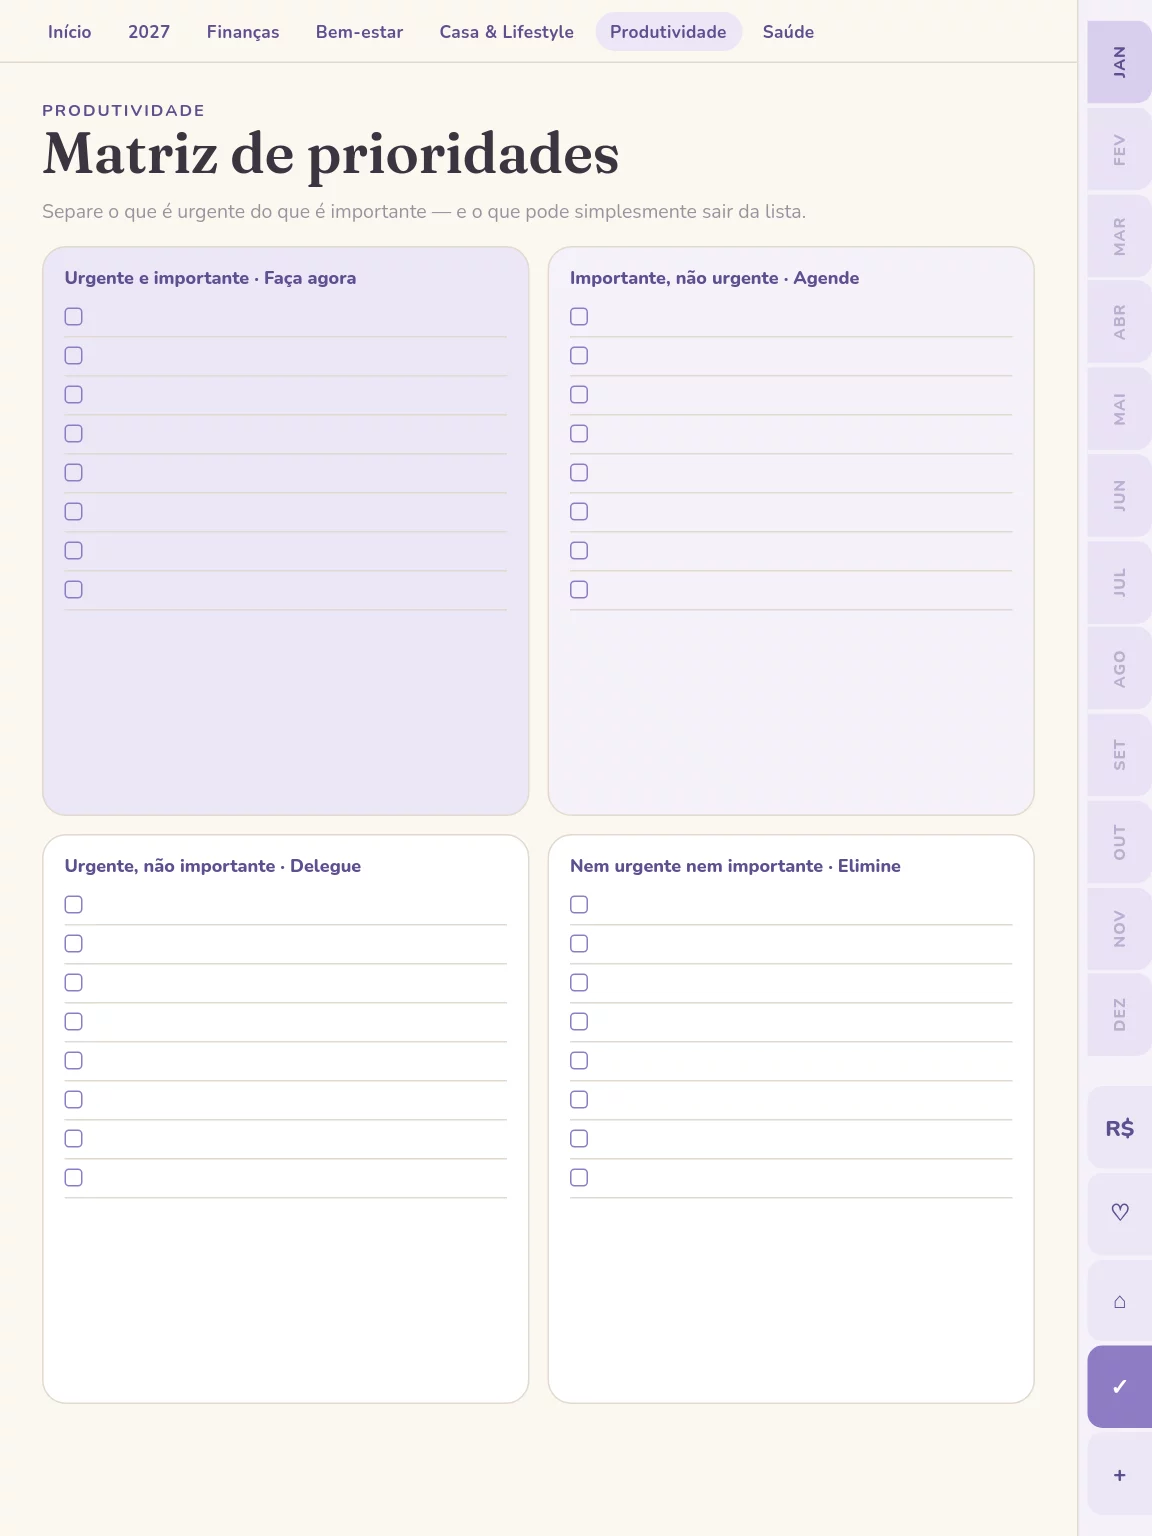 Início 2027 Finanças Bem-estar Casa & Lifestyle Produtividade Saúde
PRODUTIVIDADE
Matriz de prioridades
Separe o que é urgente do que é importante — e o que pode simplesmente sair da lista.
Urgente e importante · Faça agora
Importante, não urgente · Agende
Urgente, não importante · Delegue
Nem urgente nem importante · Elimine
JAN
FEV
MAR
ABR
MAI
JUN
JUL
AGO
SET
OUT
NOV
DEZ
R$
♡
⌂
✓
+